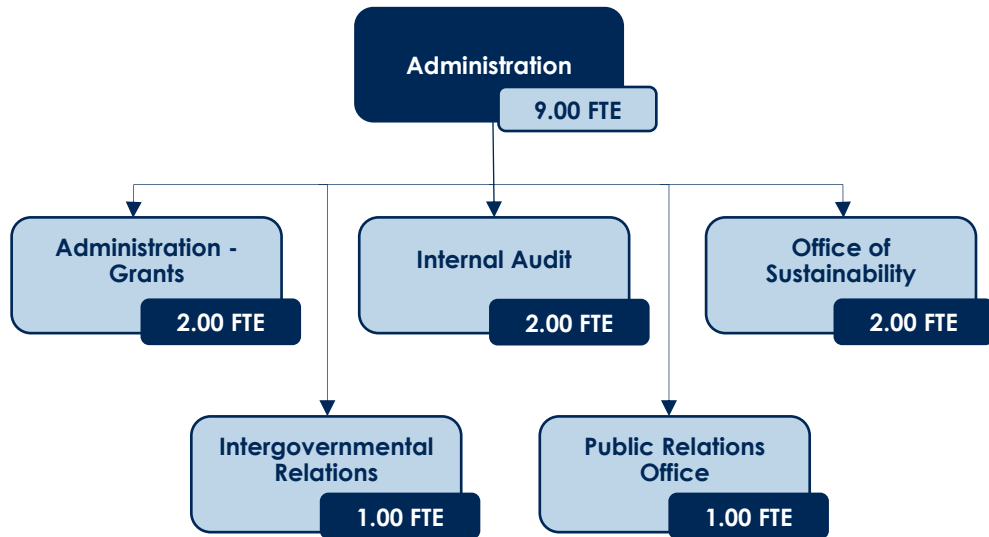 Administration
9.00 FTE
Administration -
Grants
2.00 FTE
Internal Audit
2.00 FTE
Office of
Sustainability
2.00 FTE
Intergovernmental
Relations
1.00 FTE
Public Relations
Office
1.00 FTE